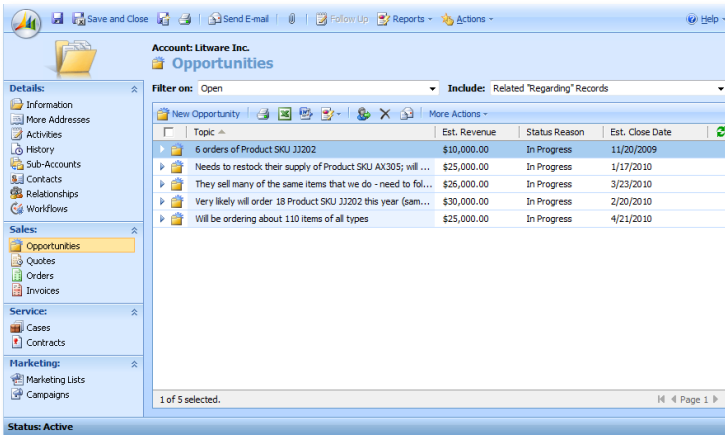 Save and Close Send E-mail Follow Up Reports Actions Help
Account: Litware Inc.
Opportunities
Details:
Information
More Addresses
Activities
History
Sub-Accounts
Contacts
Relationships
Workflows
Sales:
Opportunities
Quotes
Orders
Invoices
Service:
Cases
Contracts
Marketing:
Marketing Lists
Campaigns
Filter on: Open Include: Related "Regarding" Records
New Opportunity More Actions
Topic Est. Revenue Status Reason Est. Close Date
6 orders of Product SKU JJ202 $10,000.00 In Progress 11/20/2009
Needs to restock their supply of Product SKU AX305; will ... $25,000.00 In Progress 1/17/2010
They sell many of the same items that we do - need to fol... $26,000.00 In Progress 3/23/2010
Very likely will order 18 Product SKU JJ202 this year (sam... $30,000.00 In Progress 2/20/2010
Will be ordering about 110 items of all types $25,000.00 In Progress 4/21/2010
1 of 5 selected. Page 1
Status: Active